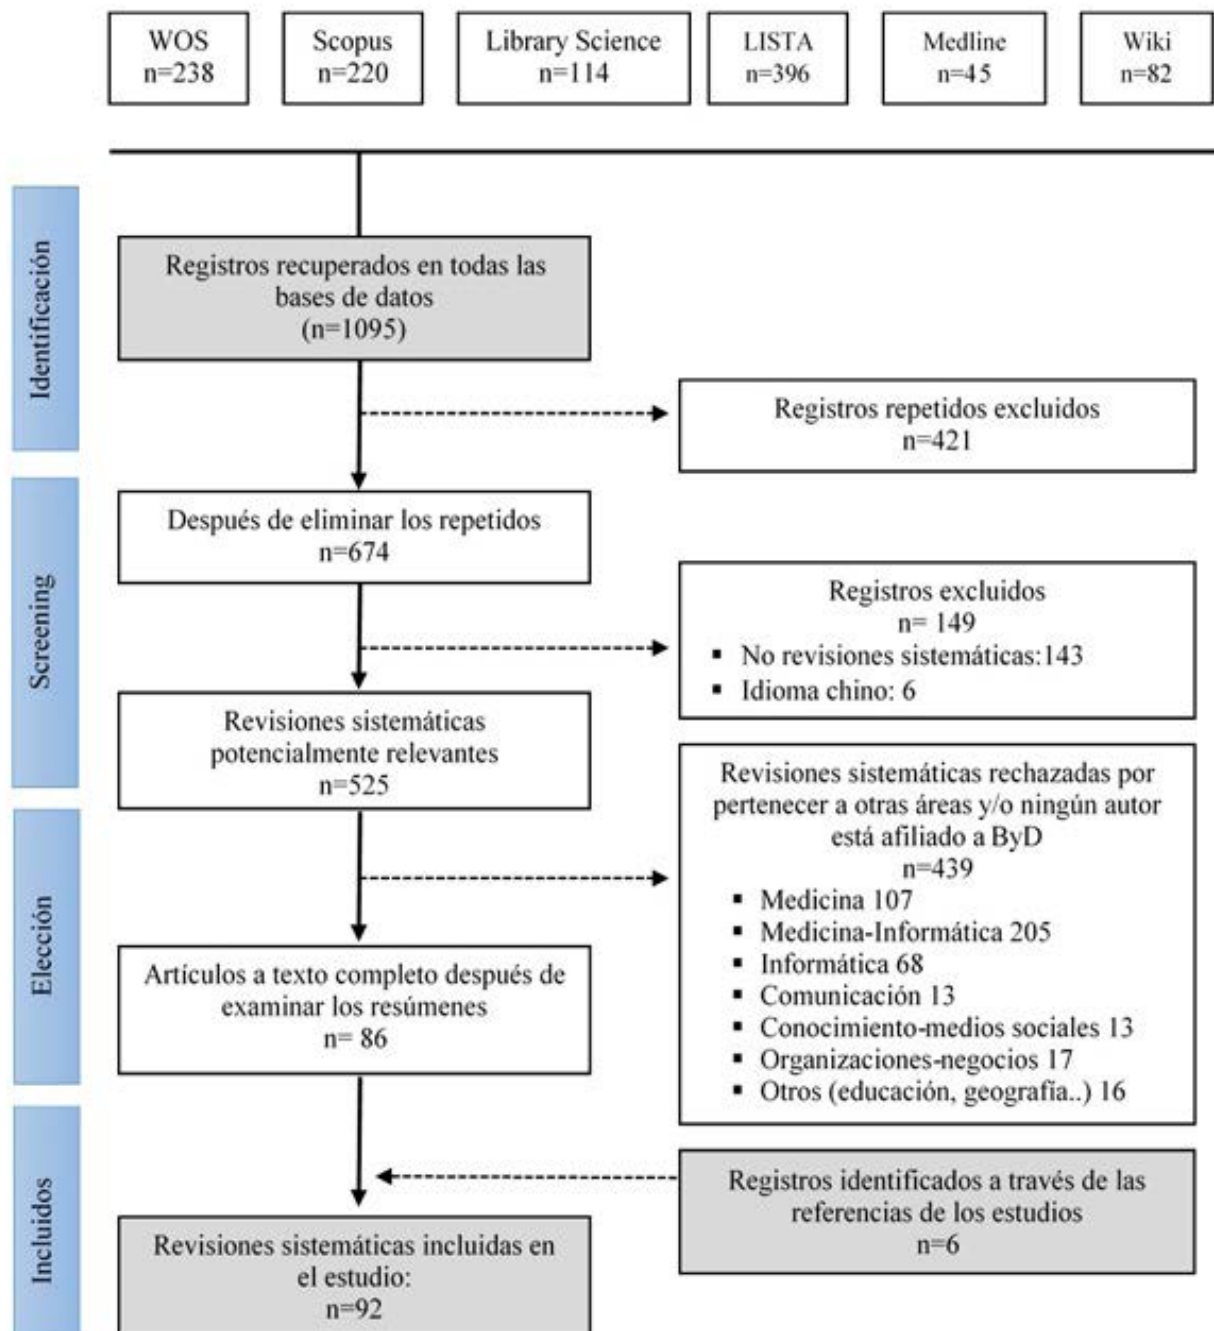 WOS
n=238
Scopus
n=220
Library Science
n=114
LISTA
n=396
Medline
n=45
Wiki
n=82
Identificación
Registros recuperados en todas las
bases de datos
(n=1095)
Registros repetidos excluidos
n=421
Screening
Después de eliminar los repetidos
n=674
Registros excluidos
n= 149
▪ No revisiones sistemáticas:143
▪ Idioma chino: 6
Revisiones sistemáticas
potencialmente relevantes
n=525
Elección
Revisiones sistemáticas rechazadas por
pertenecer a otras áreas y/o ningún autor
está afiliado a ByD
n=439
▪ Medicina 107
▪ Medicina-Informática 205
▪ Informática 68
▪ Comunicación 13
▪ Conocimiento-medios sociales 13
▪ Organizaciones-negocios 17
▪ Otros (educación, geografía..) 16
Artículos a texto completo después de
examinar los resúmenes
n= 86
Incluidos
Registros identificados a través de las
referencias de los estudios
n=6
Revisiones sistemáticas incluidas en
el estudio:
n=92